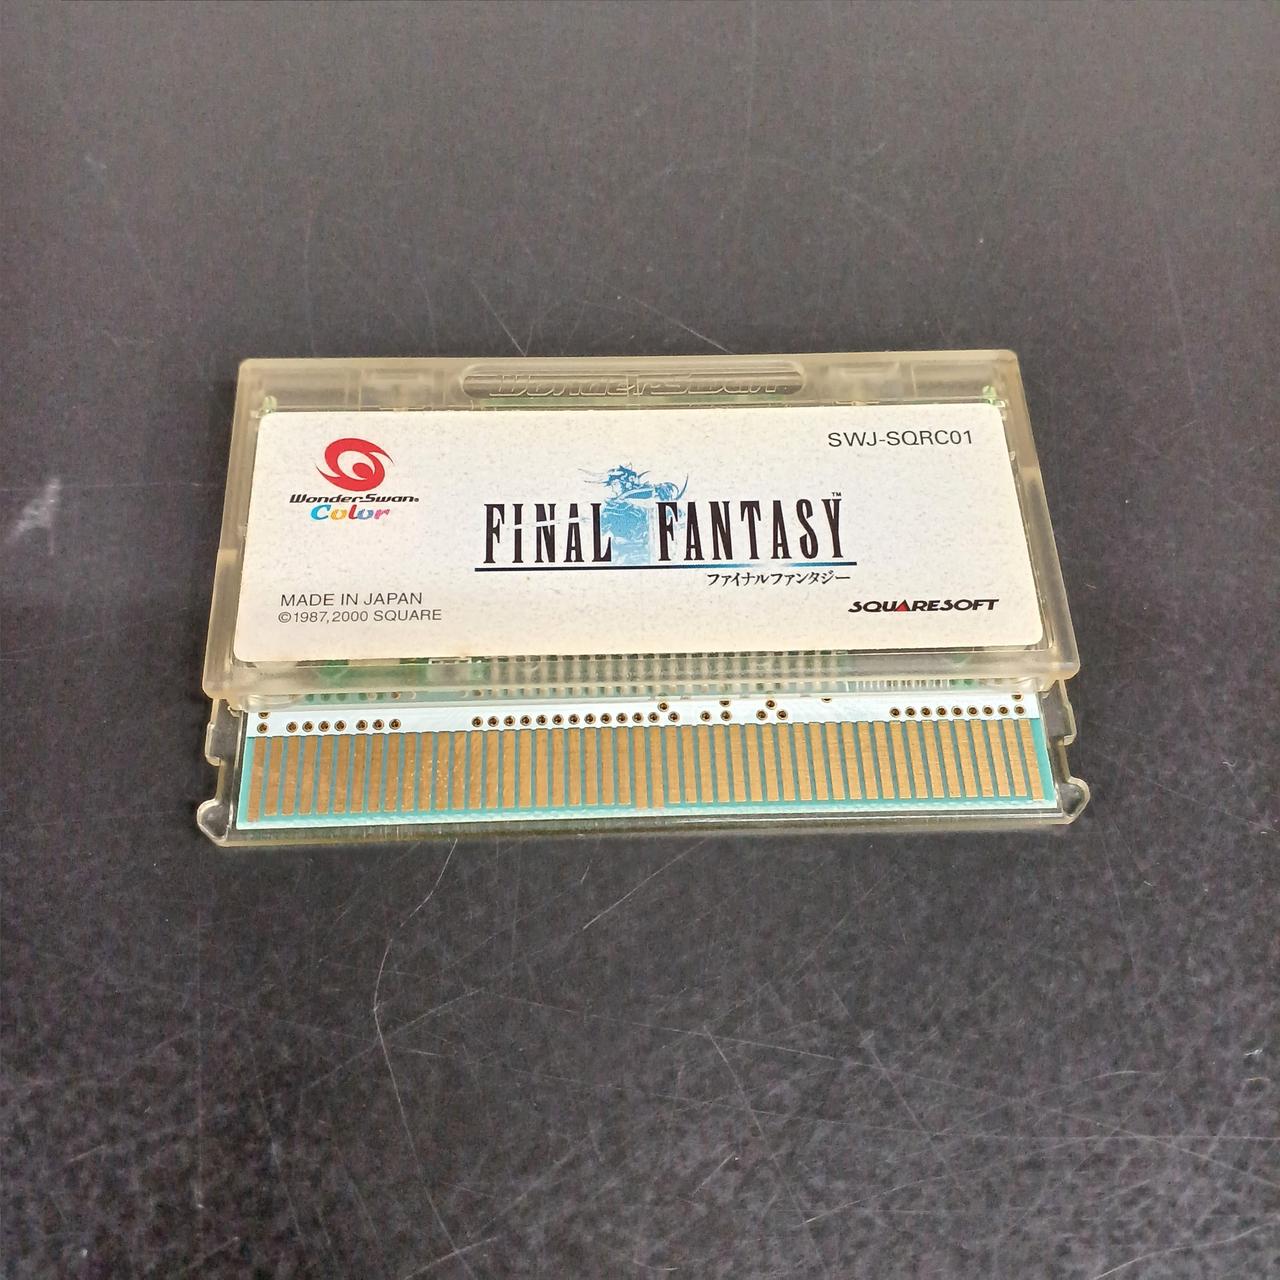 WonderSwan
SWJ-SQRC01
WonderSwan®
Color
FINAL FANTASY™
ファイナルファンタジー
MADE IN JAPAN
©1987,2000 SQUARE
SQUARESOFT